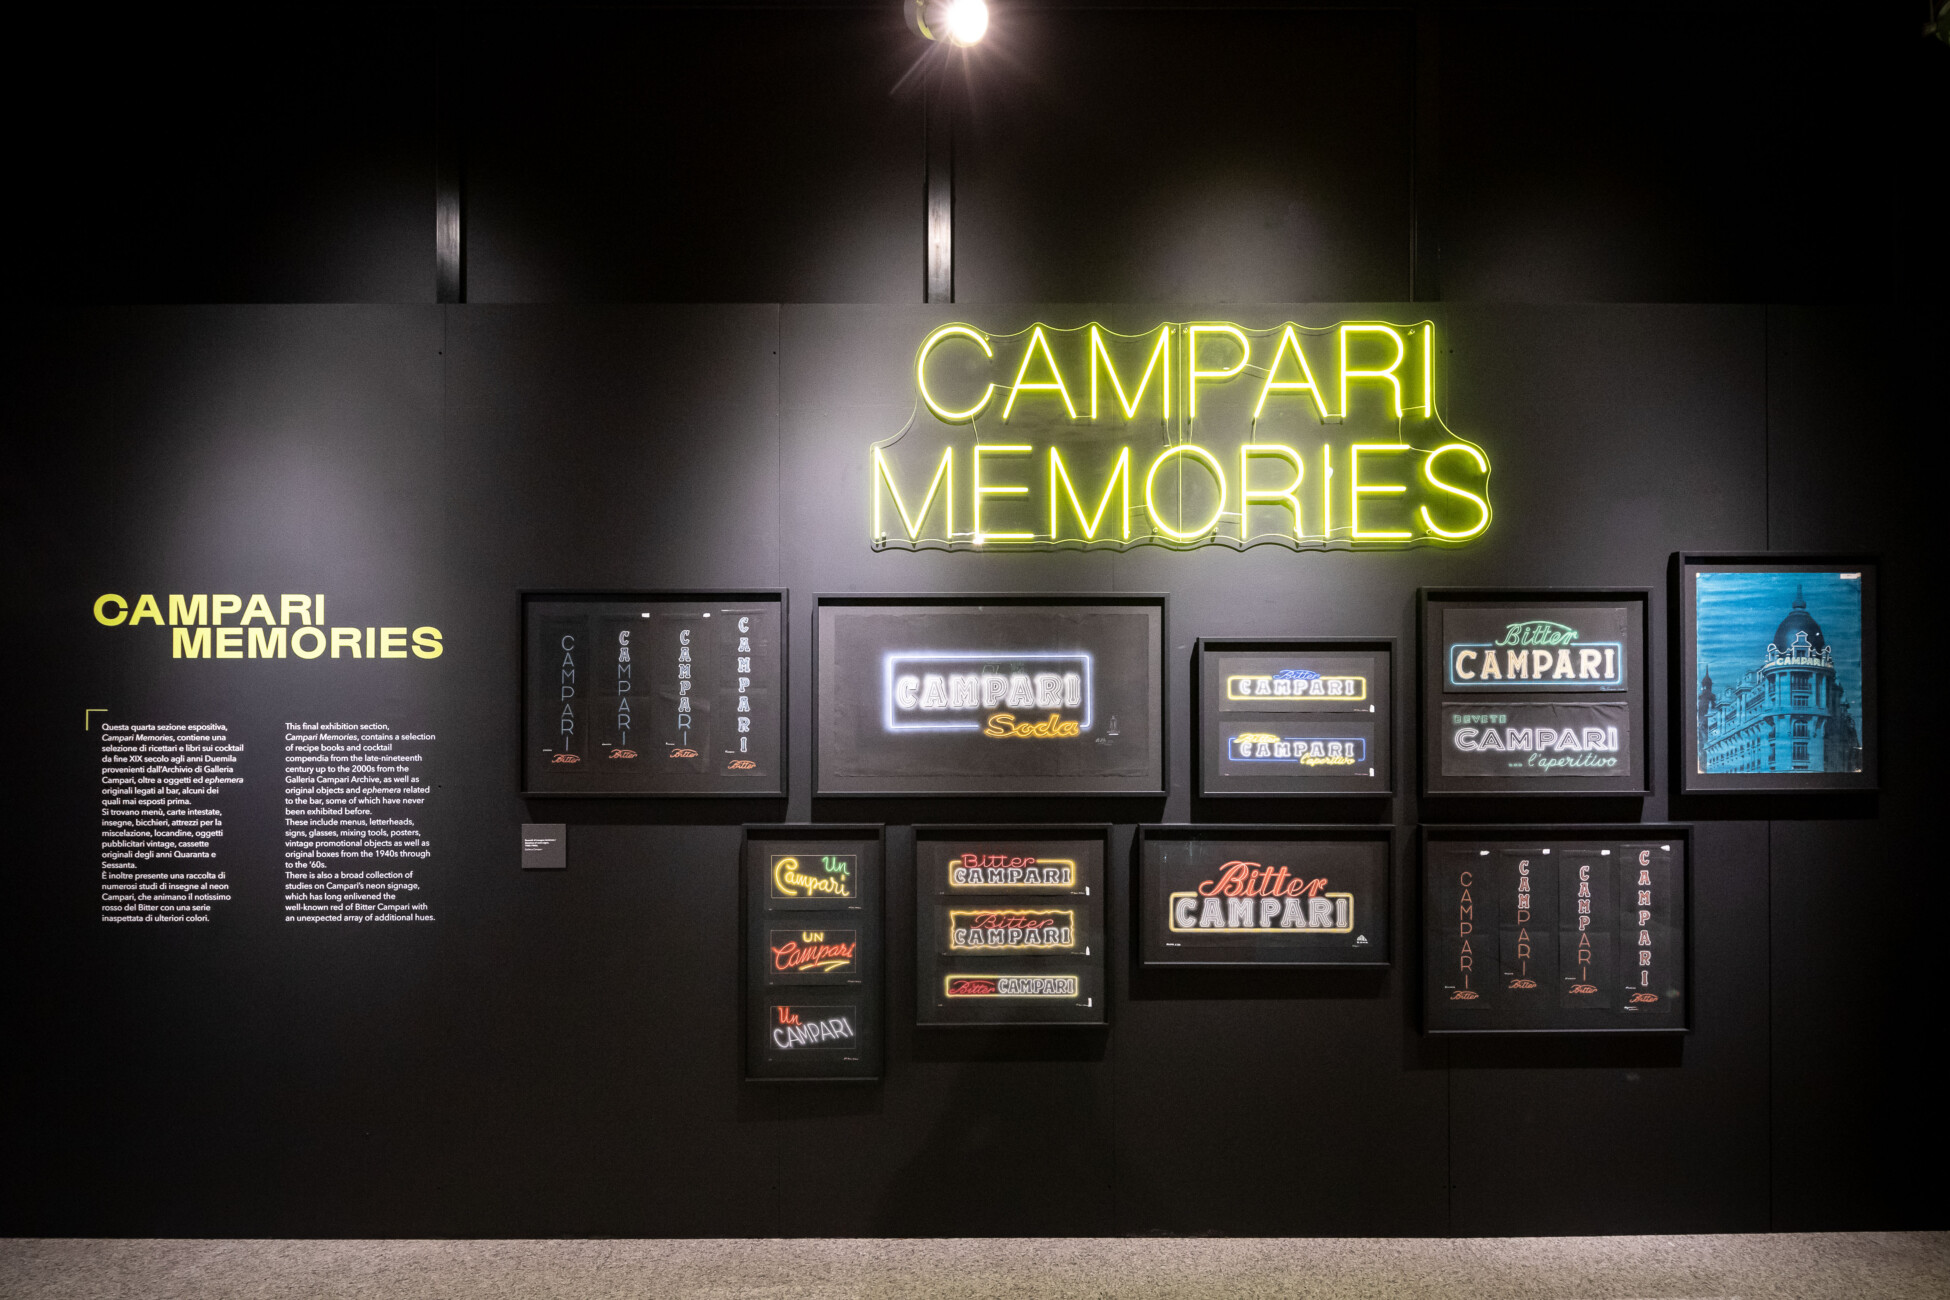 CAMPARI
MEMORIES
CAMPARI
MEMORIES
Questa quarta sezione espositiva,
Campari Memories, contiene una
selezione di ricettari e libri sui cocktail
da fine XIX secolo agli anni Duemila
provenienti dall'Archivio di Galleria
Campari, oltre a oggetti ed ephemera
originali legati al bar, alcuni dei
quali mai esposti prima.
Si trovano menù, carte intestate,
insegne, bicchieri, attrezzi per la
miscelazione, locandine, oggetti
pubblicitari vintage, cassette
originali degli anni Quaranta e
Sessanta.
È inoltre presente una raccolta di
numerosi studi di insegne al neon
Campari, che animano il notissimo
rosso del Bitter con una serie
inaspettata di ulteriori colori.
This final exhibition section,
Campari Memories, contains a selection
of recipe books and cocktail
compendia from the late-nineteenth
century up to the 2000s from the
Galleria Campari Archive, as well as
original objects and ephemera related
to the bar, some of which have never
been exhibited before.
These include menus, letterheads,
signs, glasses, mixing tools, posters,
vintage promotional objects as well as
original boxes from the 1940s through
to the '60s.
There is also a broad collection of
studies on Campari's neon signage,
which has long enlivened the
well-known red of Bitter Campari with
an unexpected array of additional hues.
CAMPARI
Bitter
CAMPARI
Bitter
CAMPARI
Bitter
CAMPARI
Bitter
CAMPARI
Soda
Bitter
CAMPARI
Bitter
CAMPARI
l'aperitivo
Bitter
CAMPARI
BEVETE
CAMPARI
... l'aperitivo
CAMPARI
Un
Campari
UN
Campari
Un
CAMPARI
Bitter
CAMPARI
Bitter
CAMPARI
Bitter CAMPARI
Bitter
CAMPARI
CAMPARI
Bitter
CAMPARI
Bitter
CAMPARI
Bitter
CAMPARI
Bitter